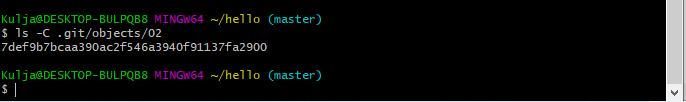 Kulja@DESKTOP-BULPQB8 MINGW64 ~/hello (master)
$ ls -C .git/objects/02
7def9b7bcaa390ac2f546a3940f91137fa2900
Kulja@DESKTOP-BULPQB8 MINGW64 ~/hello (master)
$